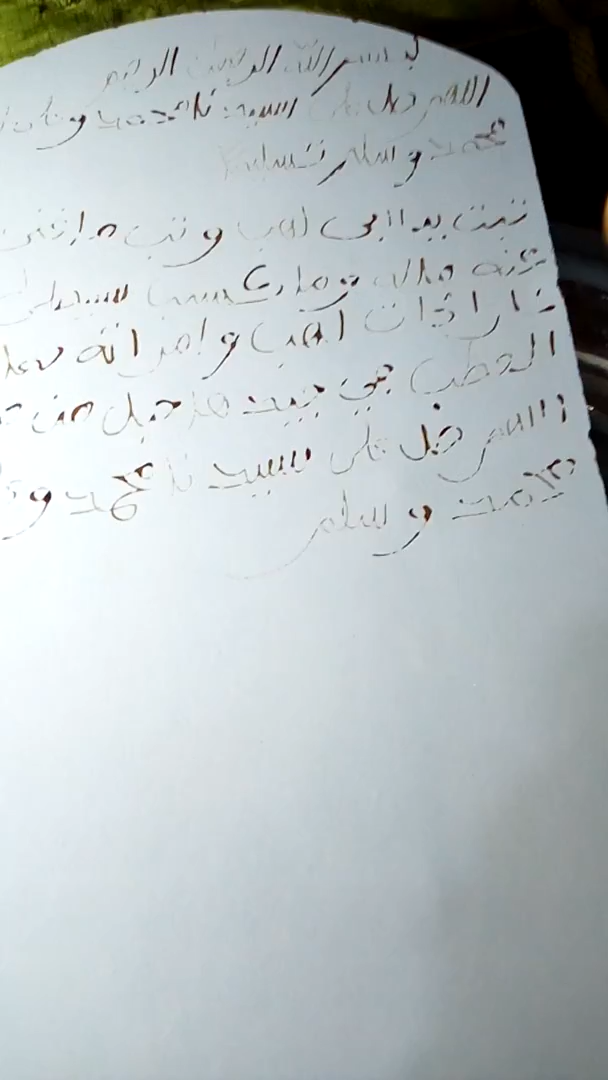 بسم الله الرحمن الرحيم
اللهم صل على سيدنا محمد وعلى
محمد وسلم تسليما
تبت يدا ابي لهب وتب ما اغنى
عنه ماله وما كسب سيصلى
نارا ذات لهب وامراته
الحطب في جيدها حبل من
اللهم صل على سيدنا محمد
محمد وسلم